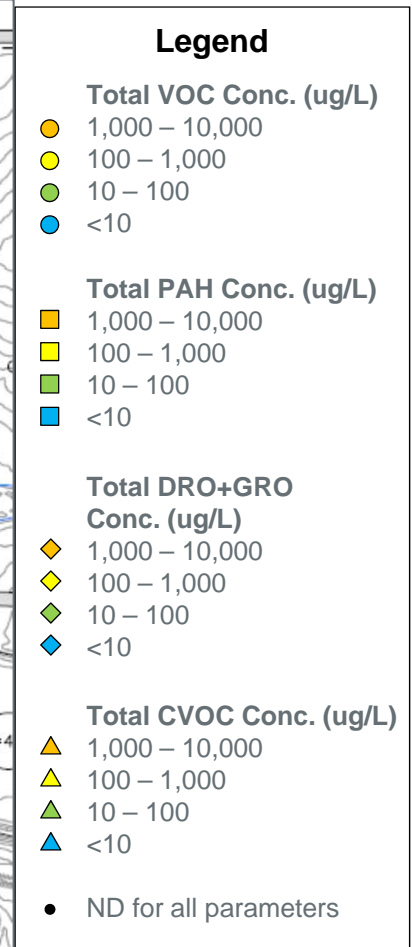 Legend
Total VOC Conc. (ug/L)
1,000 – 10,000
100 – 1,000
10 – 100
<10
Total PAH Conc. (ug/L)
1,000 – 10,000
100 – 1,000
10 – 100
<10
Total DRO+GRO
Conc. (ug/L)
1,000 – 10,000
100 – 1,000
10 – 100
<10
Total CVOC Conc. (ug/L)
1,000 – 10,000
100 – 1,000
10 – 100
<10
ND for all parameters